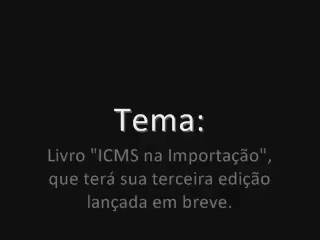 Tema:
Livro "ICMS na Importação",
que terá sua terceira edição
lançada em breve.